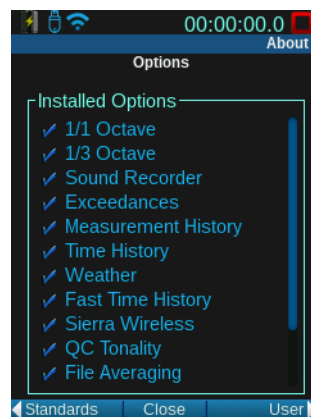 00:00:00.0
About
Options
Installed Options
1/1 Octave
1/3 Octave
Sound Recorder
Exceedances
Measurement History
Time History
Weather
Fast Time History
Sierra Wireless
QC Tonality
File Averaging
Standards Close User